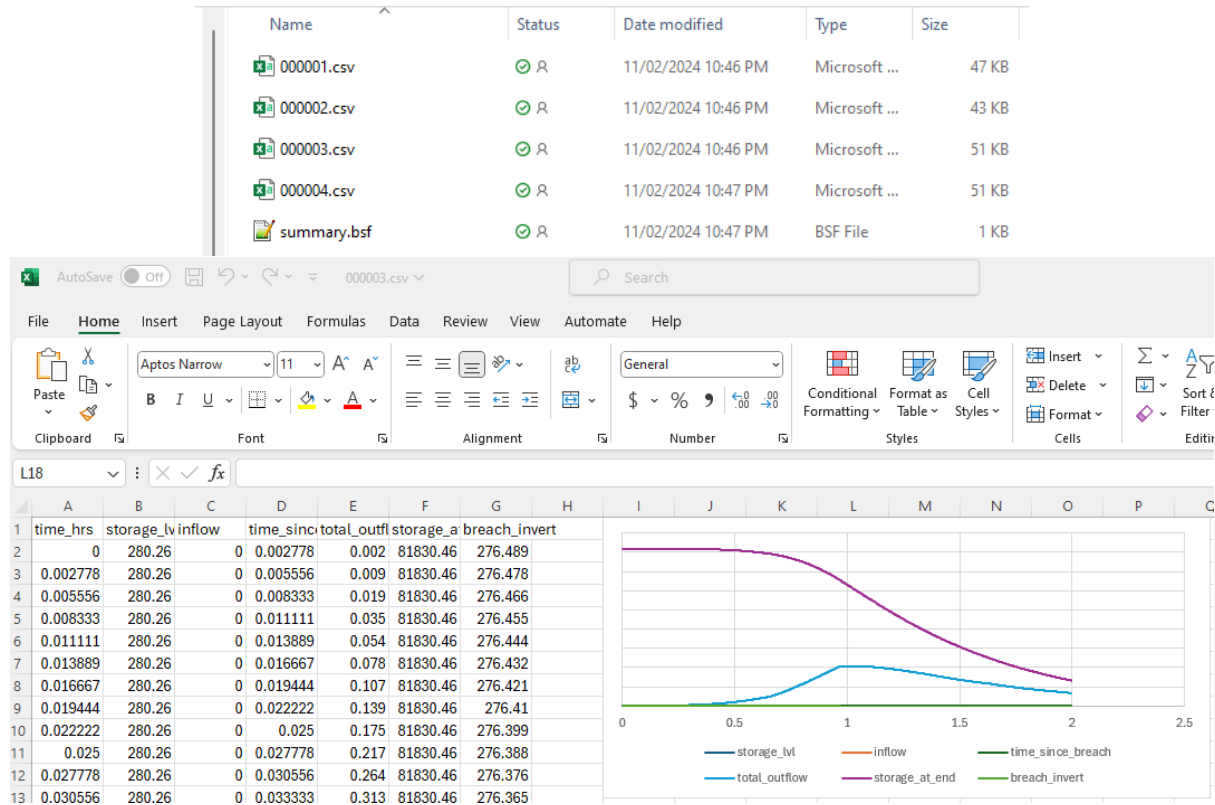 Name Status Date modified Type Size
000001.csv 11/02/2024 10:46 PM Microsoft ... 47 KB
000002.csv 11/02/2024 10:46 PM Microsoft ... 43 KB
000003.csv 11/02/2024 10:46 PM Microsoft ... 51 KB
000004.csv 11/02/2024 10:47 PM Microsoft ... 51 KB
summary.bsf 11/02/2024 10:47 PM BSF File 1 KB
AutoSave Off 000003.csv Search
File Home Insert Page Layout Formulas Data Review View Automate Help
Aptos Narrow 11 A A ab General Insert
Paste B I U A $ % Conditional Formatting Format as Table Cell Styles Delete Format Sort & Filter
Clipboard Font Alignment Number Styles Cells Editin
L18 fx
A B C D E F G H I J K L M N O P Q
1 time_hrs storage_lv inflow time_sinc total_outfl storage_a breach_invert
2 0 280.26 0 0.002778 0.002 81830.46 276.489
3 0.002778 280.26 0 0.005556 0.009 81830.46 276.478
4 0.005556 280.26 0 0.008333 0.019 81830.46 276.466
5 0.008333 280.26 0 0.011111 0.035 81830.46 276.455
6 0.011111 280.26 0 0.013889 0.054 81830.46 276.444
7 0.013889 280.26 0 0.016667 0.078 81830.46 276.432
8 0.016667 280.26 0 0.019444 0.107 81830.46 276.421
9 0.019444 280.26 0 0.022222 0.139 81830.46 276.41
10 0.022222 280.26 0 0.025 0.175 81830.46 276.399
11 0.025 280.26 0 0.027778 0.217 81830.46 276.388
12 0.027778 280.26 0 0.030556 0.264 81830.46 276.376
13 0.030556 280.26 0 0.033333 0.313 81830.46 276.365
0 0.5 1 1.5 2 2.5
storage_lvl inflow time_since_breach
total_outflow storage_at_end breach_invert